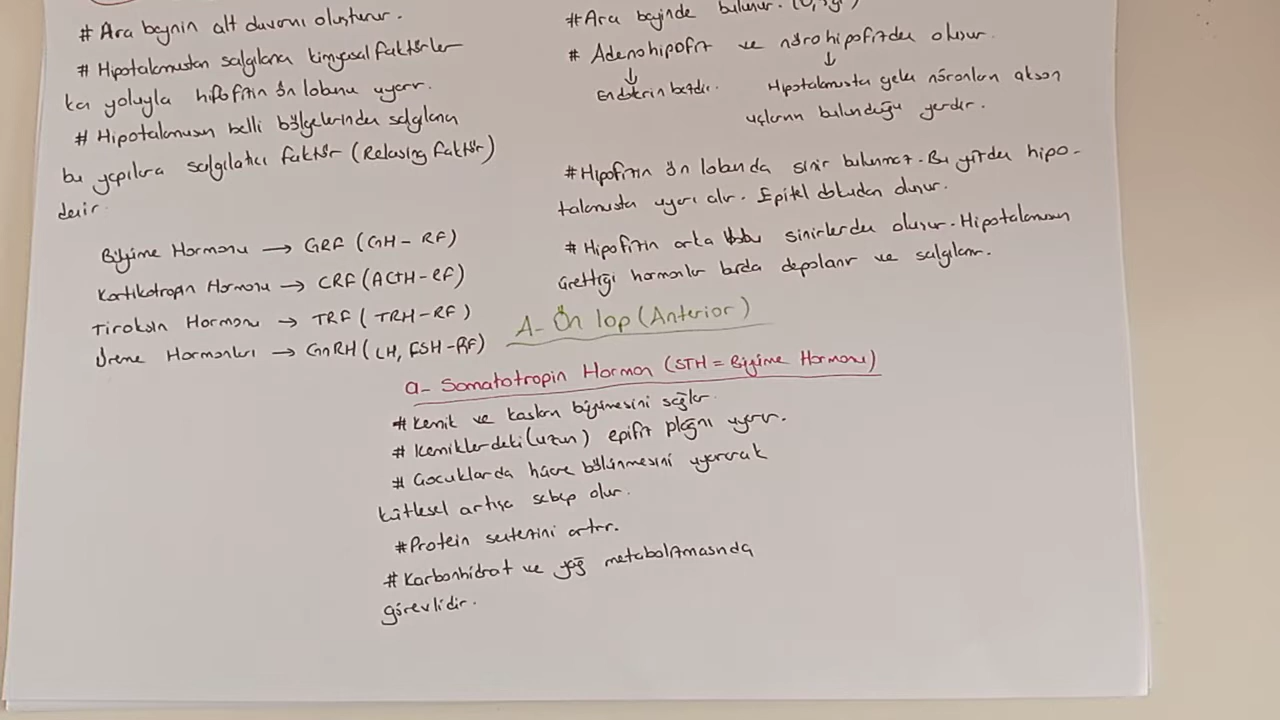 # Ara beynin alt duvarını oluşturur.
# Hipotalamustan salgılanan kimyasal faktörler
kan yoluyla hipofizin ön lobunu uyarır.
# Hipotalamusun belli bölgelerinden salgılanan
bu yapılara salgılatıcı faktör (Relasing faktör)
denir.
Büyüme Hormonu → GRF (GH-RF)
Kortikotropin Hormonu → CRF (ACTH-RF)
Tiroksin Hormonu → TRF (TRH-RF)
Üreme Hormonları → GnRH (LH, FSH-RF)
# Ara beyinde bulunur.
# Adenohipofiz ve nörohipofizden oluşur.
Endokrin bezdir.
Hipotalamustan gelen nöronların akson
uçlarının bulunduğu yerdir.
# Hipofizin ön lobunda sinir bulunmaz. Bu yüzden hipo-
talamustan uyarı alır. Epitel dokudan oluşur.
# Hipofizin arka lobu sinirlerden oluşur. Hipotalamusun
ürettiği hormonlar burda depolanır ve salgılanır.
A- Ön lop (Anterior)
a- Somatotropin Hormon (STH = Büyüme Hormonu)
# Kemik ve kasların büyümesini sağlar.
# Kemiklerdeki (uzun) epifiz plağını uyarır.
# Çocuklarda hücre bölünmesini uyararak
kütlesel artışa sebep olur.
# Protein sentezini artırır.
# Karbonhidrat ve yağ metabolizmasında
görevlidir.